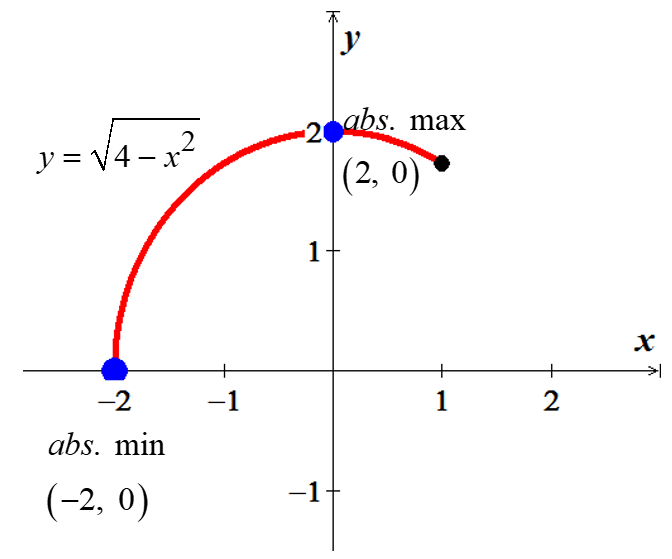 y
abs. max
2
y = √(4 − x²)
(2, 0)
1
x
−2 −1 1 2
abs. min
(−2, 0)
−1